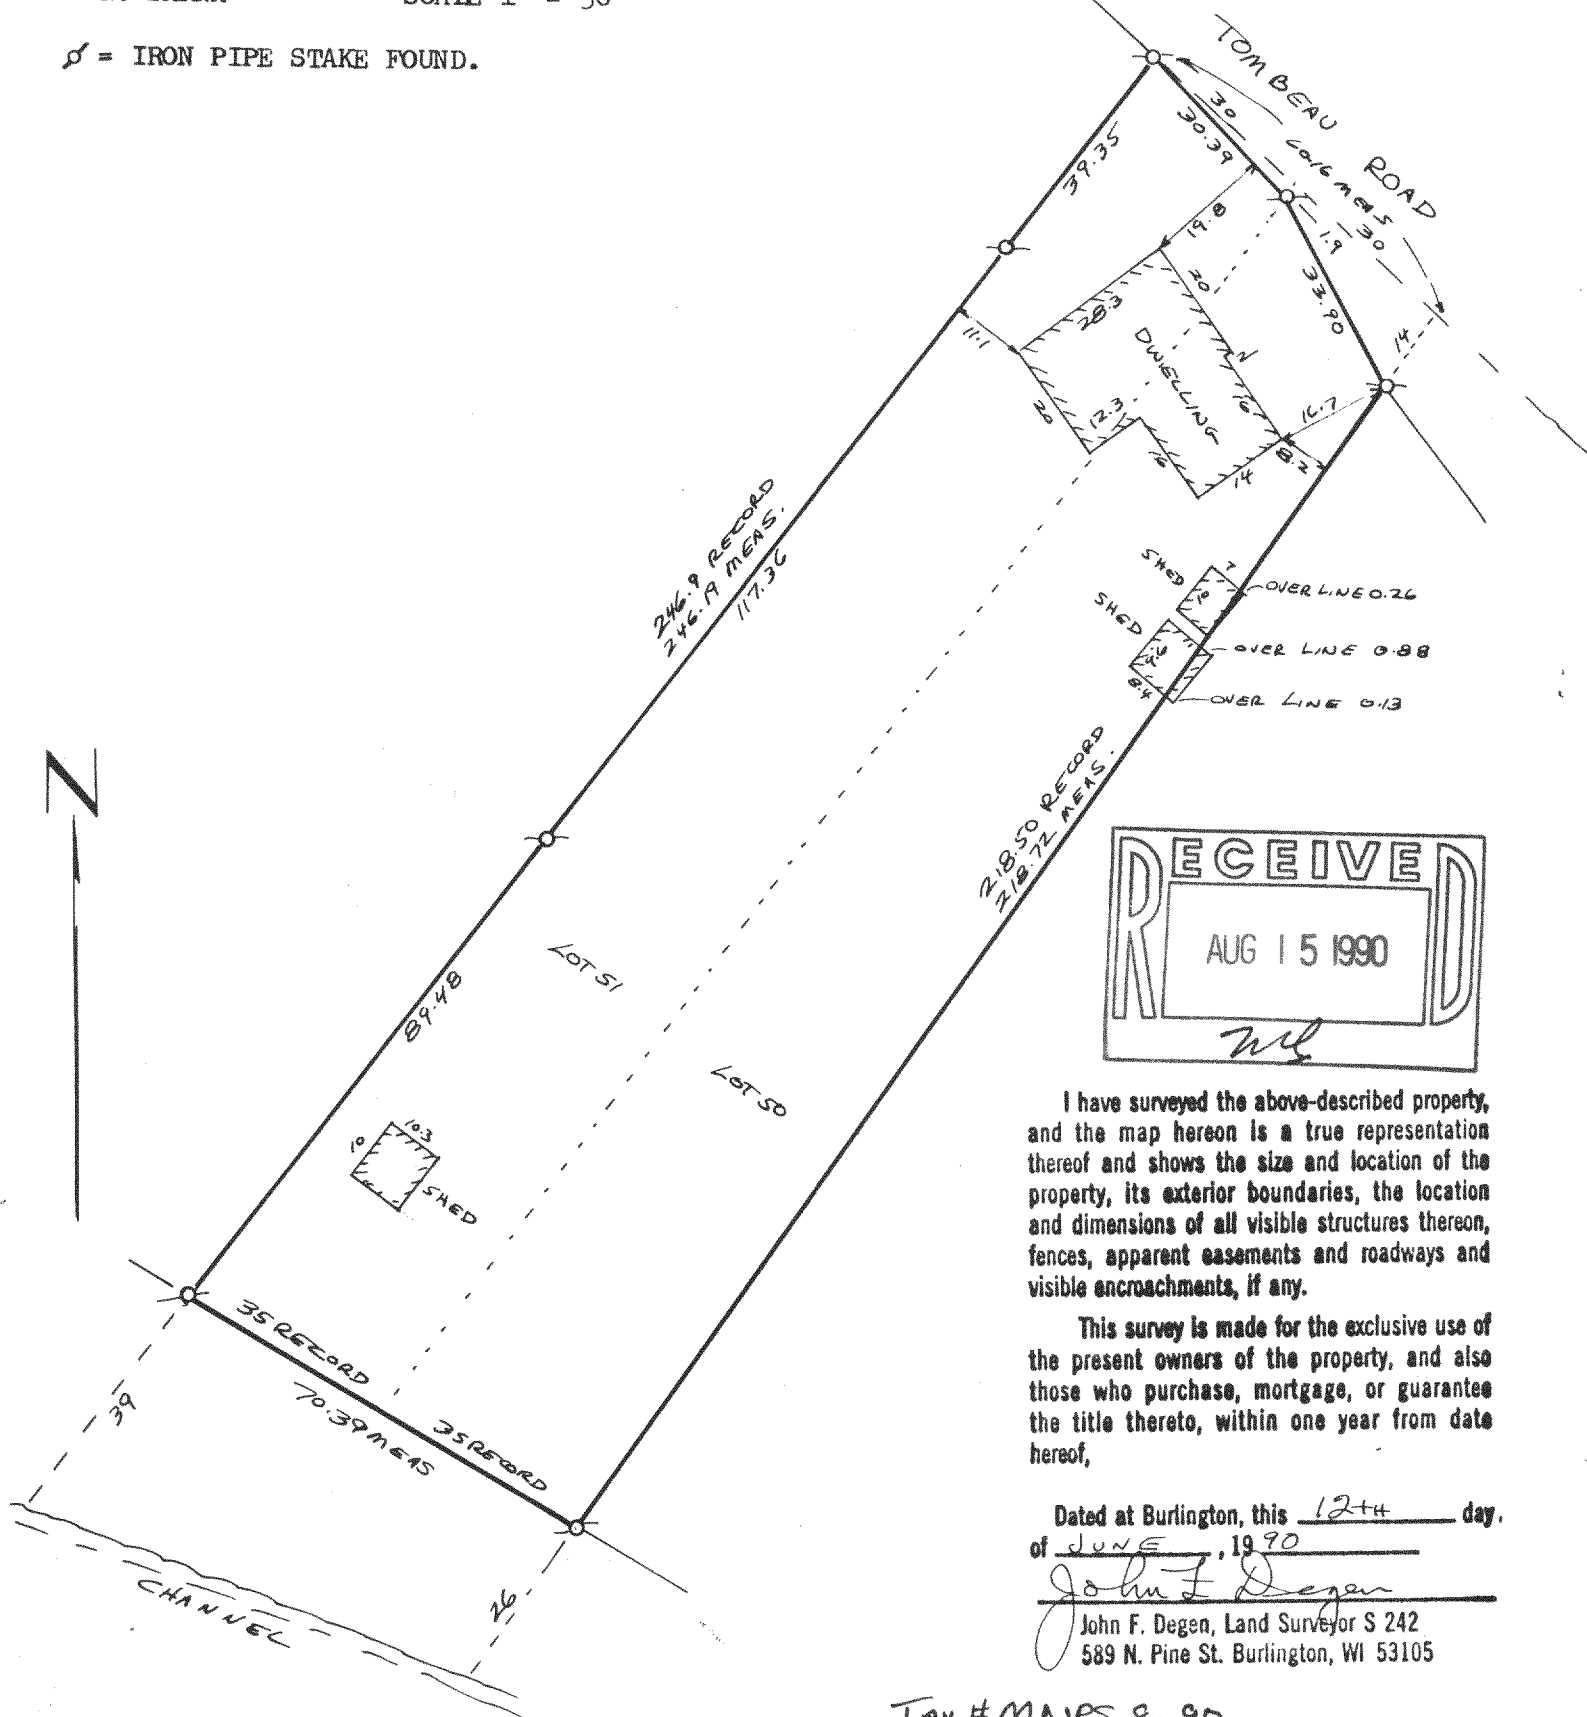 = IRON PIPE STAKE FOUND.
TOMBEAU ROAD
30
30.39
60.16 MEAS
30
1.9
33.90
14
39.35
19.8
20
28.3
11.1
DWELLING
N
16
16.7
8.2
20
12.3
16
14
246.9 RECORD
246.19 MEAS.
117.36
SHED
7
10
OVER LINE 0.26
SHED
9.6
8.4
OVER LINE 0.88
OVER LINE 0.13
218.50 RECORD
218.72 MEAS.
N
RECEIVED
AUG 15 1990
LOT 51
89.48
LOT 50
10.3
10
SHED
35 RECORD
35 RECORD
70.39 MEAS
39
26
CHANNEL
I have surveyed the above-described property,
and the map hereon is a true representation
thereof and shows the size and location of the
property, its exterior boundaries, the location
and dimensions of all visible structures thereon,
fences, apparent easements and roadways and
visible encroachments, if any.
This survey is made for the exclusive use of
the present owners of the property, and also
those who purchase, mortgage, or guarantee
the title thereto, within one year from date
hereof,
Dated at Burlington, this 12TH day.
of JUNE, 1990
John F Degen
John F. Degen, Land Surveyor S 242
589 N. Pine St. Burlington, WI 53105